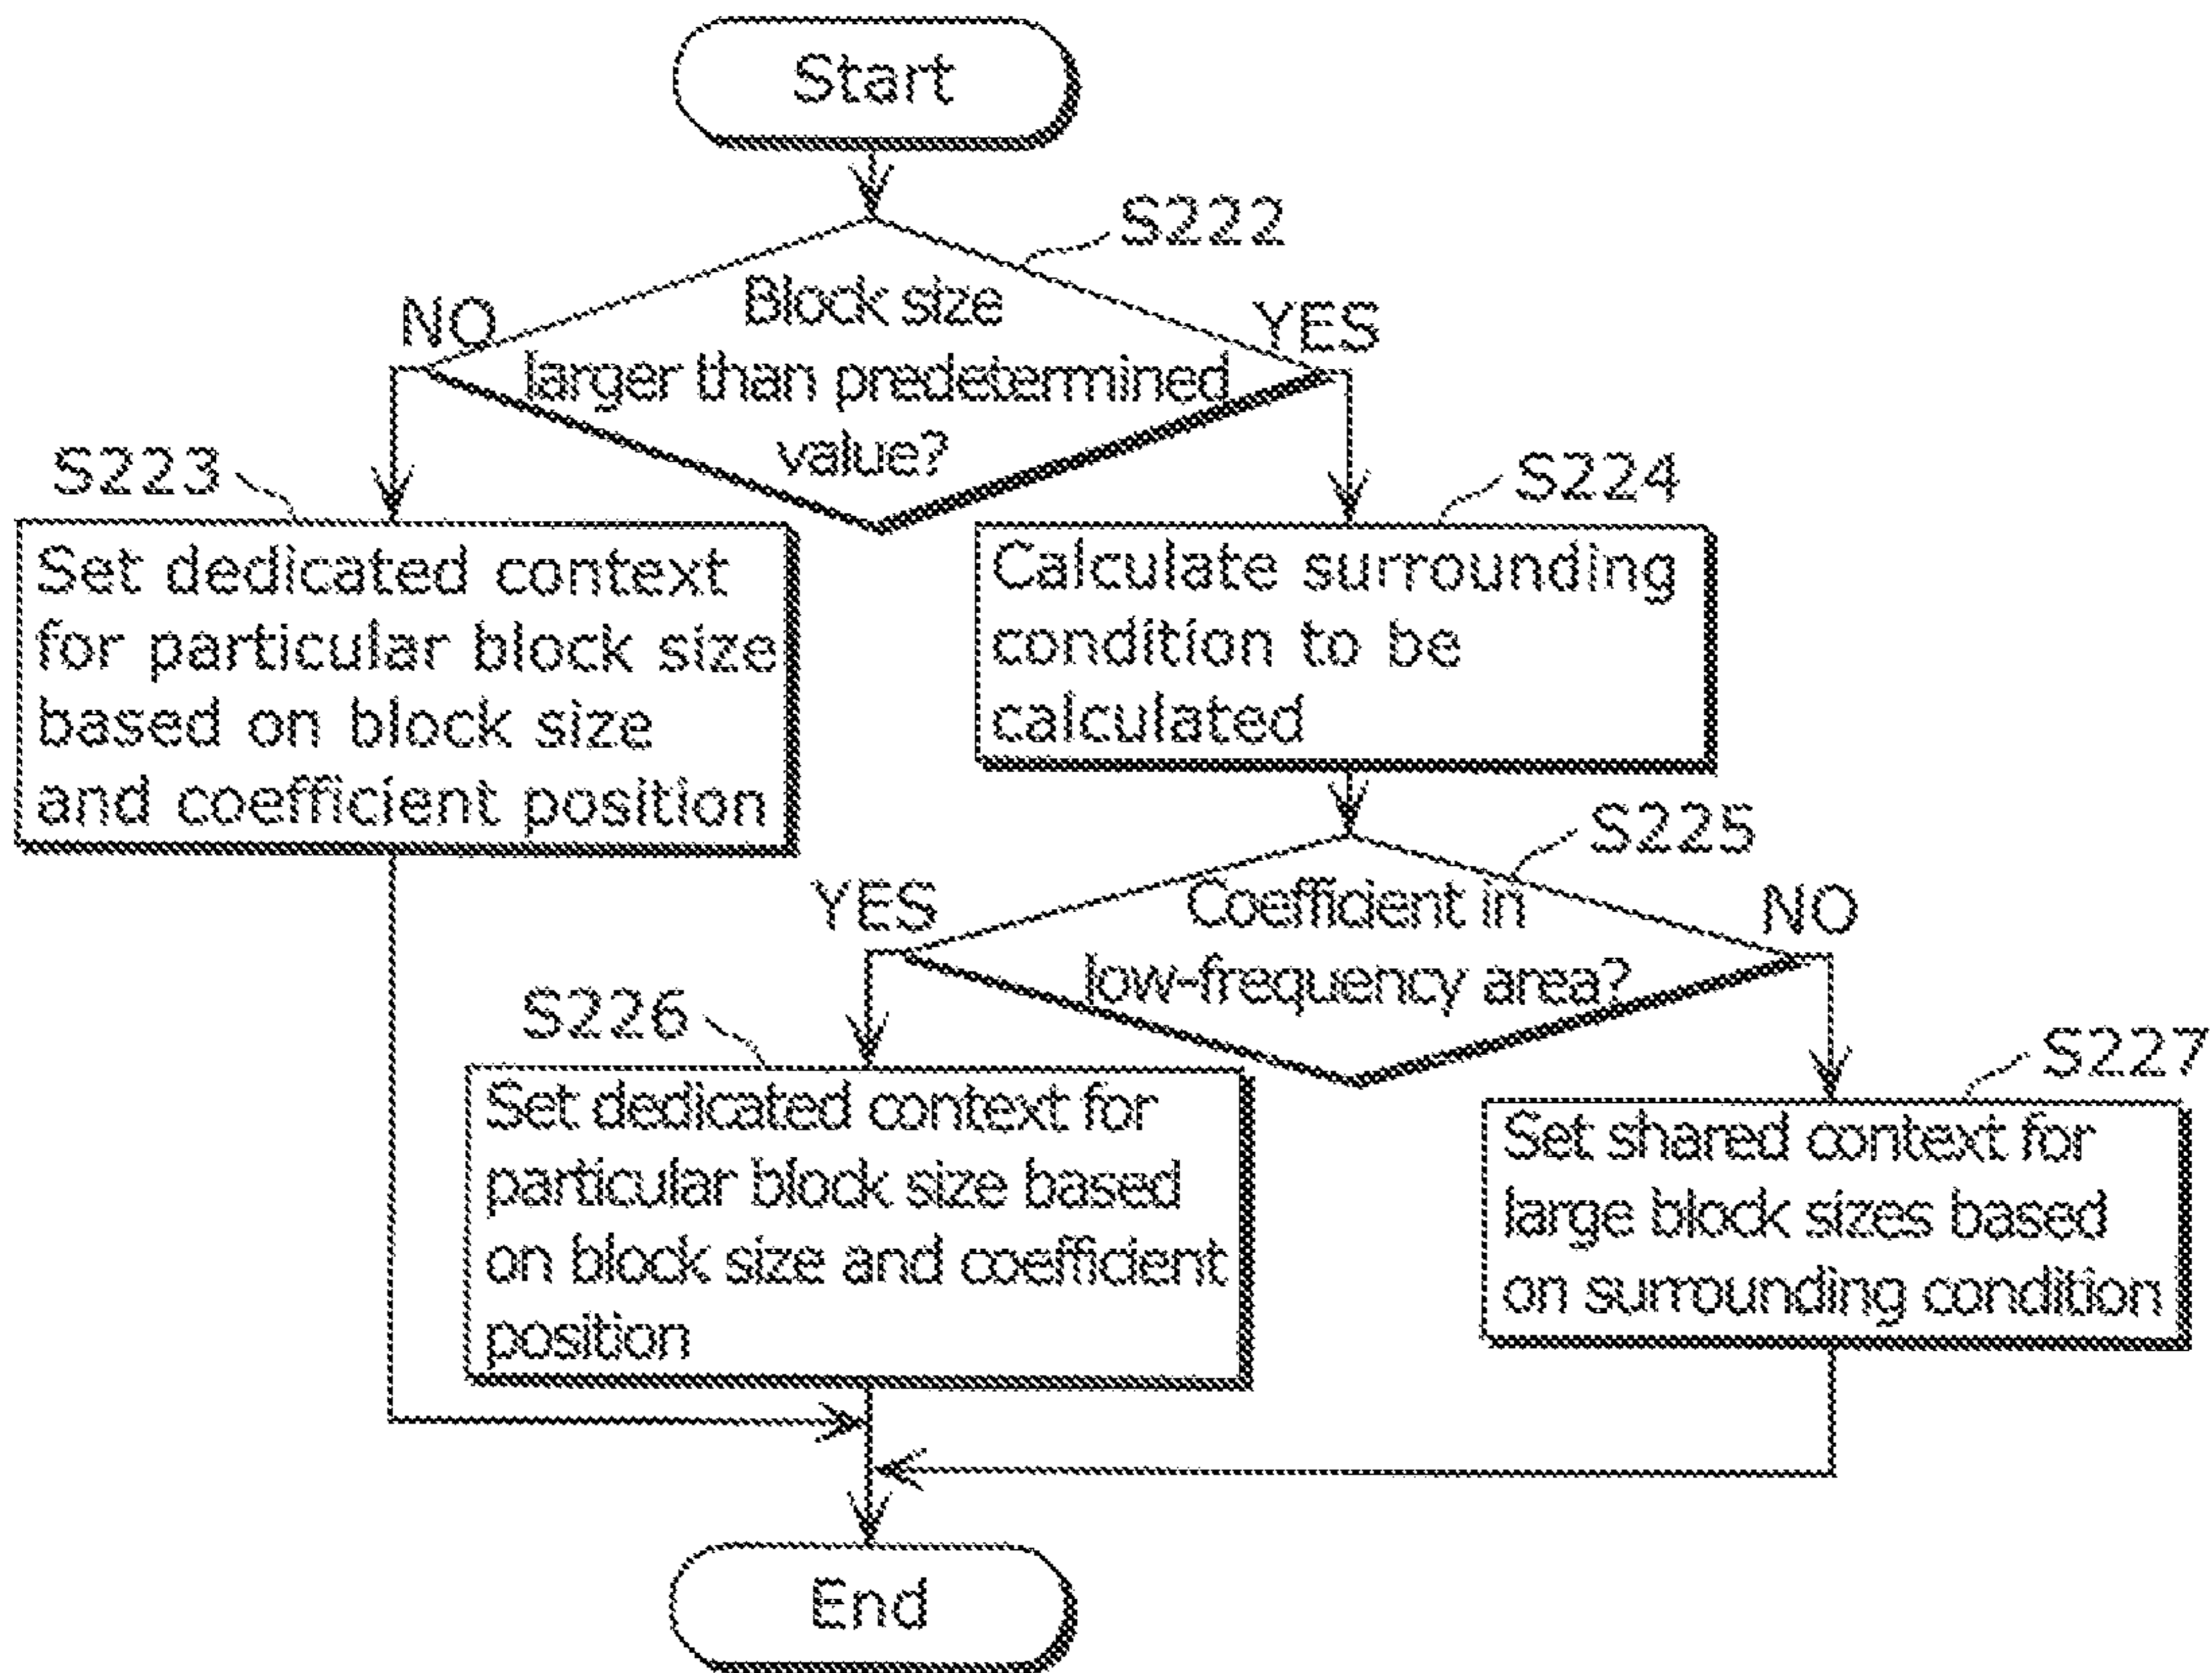 Start
S222
Block size
larger than predetermined
value?
NO
YES
S223
Set dedicated context
for particular block size
based on block size
and coefficient position
S224
Calculate surrounding
condition to be
calculated
S225
Coefficient in
low-frequency area?
YES
NO
S226
Set dedicated context for
particular block size based
on block size and coefficient
position
S227
Set shared context for
large block sizes based
on surrounding condition
End